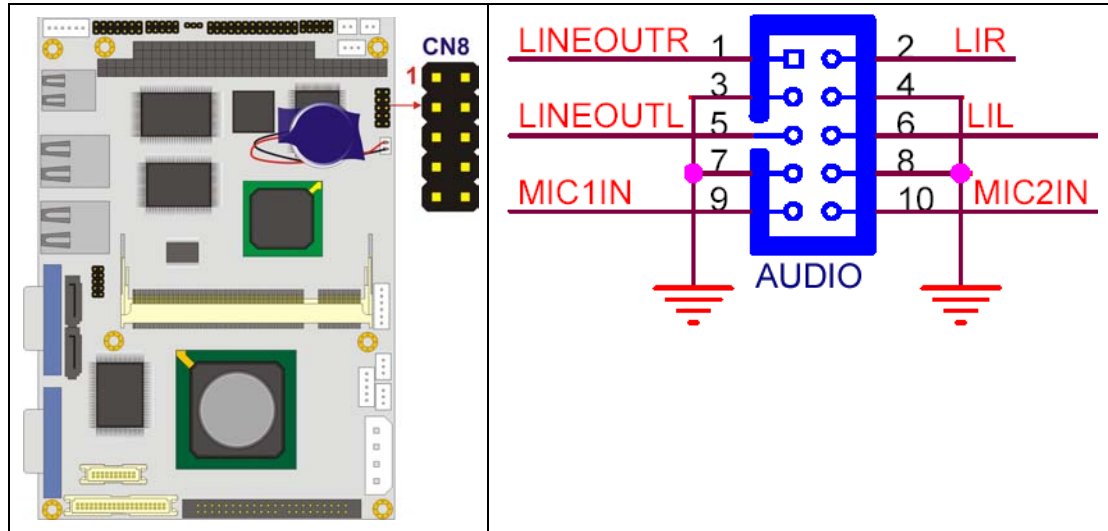 CN8
1
LINEOUTR 1 2 LIR
3 4
LINEOUTL 5 6 LIL
7 8
MIC1IN 9 10 MIC2IN
AUDIO